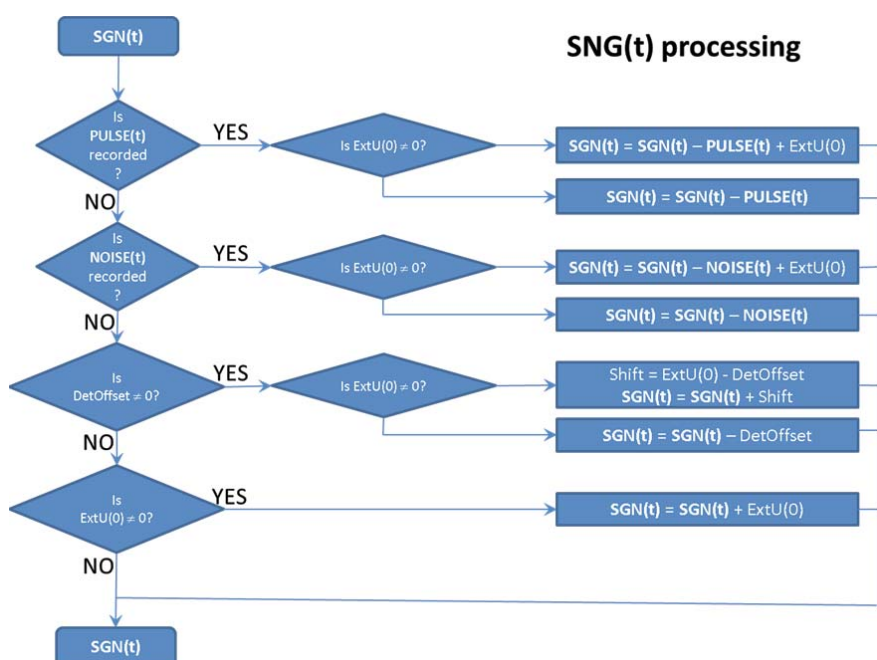 SGN(t)
SNG(t) processing
Is
PULSE(t)
recorded
?
YES
Is ExtU(0) ≠ 0?
SGN(t) = SGN(t) – PULSE(t) + ExtU(0)
SGN(t) = SGN(t) – PULSE(t)
NO
Is
NOISE(t)
recorded
?
YES
Is ExtU(0) ≠ 0?
SGN(t) = SGN(t) – NOISE(t) + ExtU(0)
SGN(t) = SGN(t) – NOISE(t)
NO
Is
DetOffset ≠ 0?
YES
Is ExtU(0) ≠ 0?
Shift = ExtU(0) - DetOffset
SGN(t) = SGN(t) + Shift
SGN(t) = SGN(t) – DetOffset
NO
Is
ExtU(0) ≠ 0?
YES
SGN(t) = SGN(t) + ExtU(0)
NO
SGN(t)